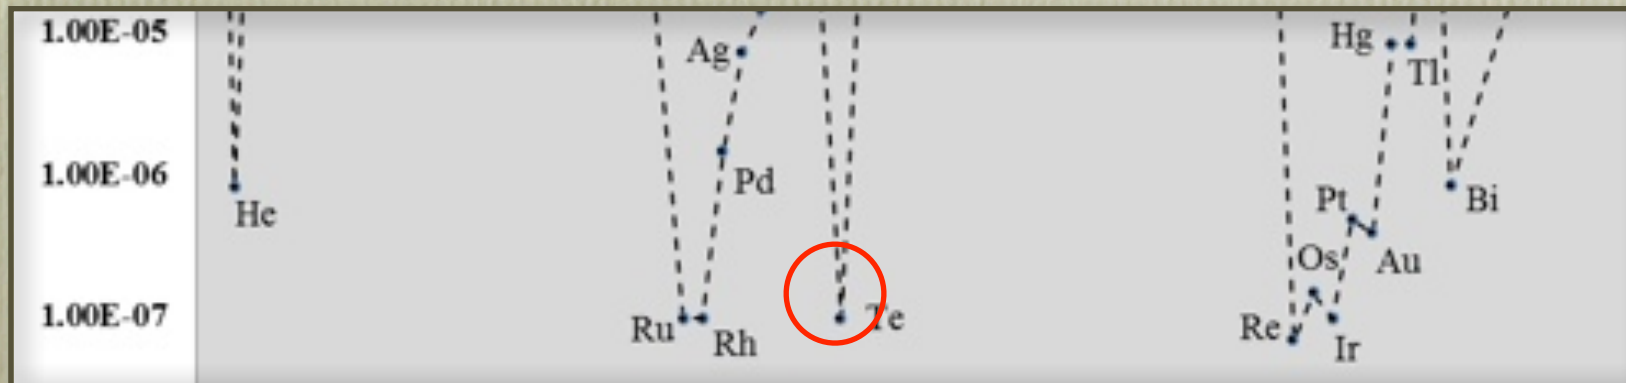 1.00E-05
1.00E-06
1.00E-07
He
Ru
Rh
Pd
Ag
Te
Re
Os
Ir
Pt
Au
Hg
Tl
Bi